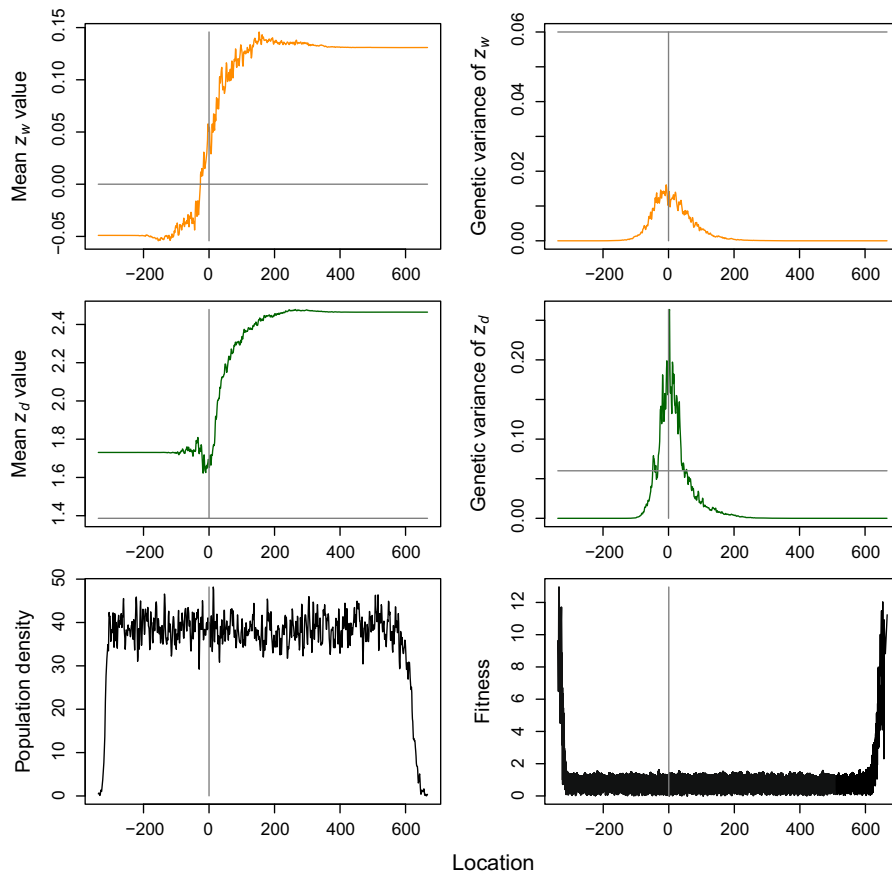 Mean z_w value
0.15
0.10
0.05
0.00
−0.05
−200 0 200 400 600
Genetic variance of z_w
0.06
0.04
0.02
0.00
−200 0 200 400 600
Mean z_d value
2.4
2.2
2.0
1.8
1.6
1.4
−200 0 200 400 600
Genetic variance of z_d
0.20
0.10
0.00
−200 0 200 400 600
Population density
50
40
30
20
10
0
−200 0 200 400 600
Fitness
12
10
8
6
4
2
0
−200 0 200 400 600
Location